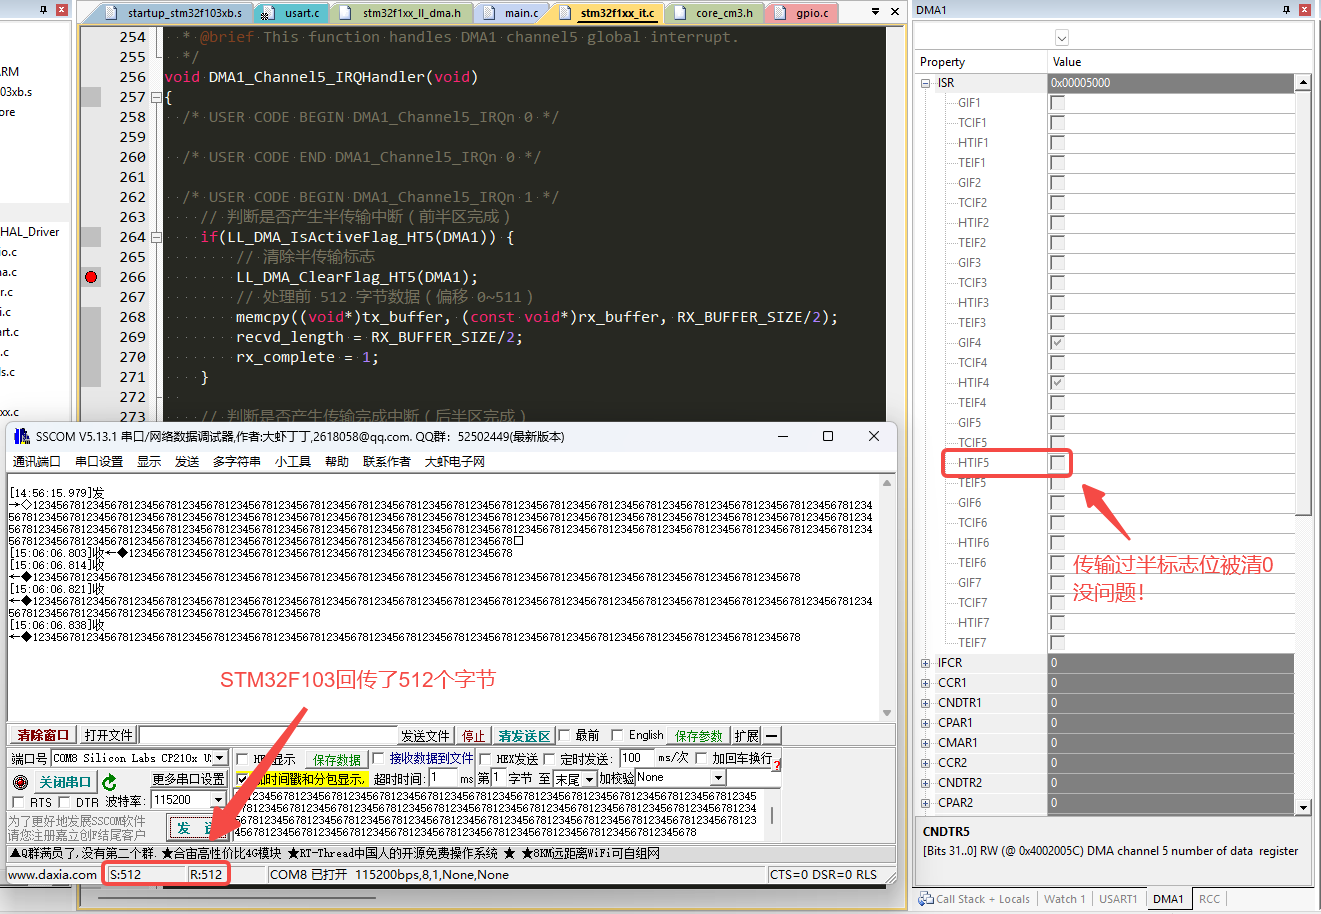 startup_stm32f103xb.s
usart.c
stm32f1xx_ll_dma.h
main.c
stm32f1xx_it.c
core_cm3.h
gpio.c
DMA1
254 * @brief This function handles DMA1 channel5 global interrupt.
255 */
256 void DMA1_Channel5_IRQHandler(void)
257 {
258 /* USER CODE BEGIN DMA1_Channel5_IRQn 0 */
259
260 /* USER CODE END DMA1_Channel5_IRQn 0 */
261
262 /* USER CODE BEGIN DMA1_Channel5_IRQn 1 */
263 // 判断是否产生半传输中断(前半区完成)
264 if(LL_DMA_IsActiveFlag_HT5(DMA1)) {
265 // 清除半传输标志
266 LL_DMA_ClearFlag_HT5(DMA1);
267 // 处理前 512 字节数据(偏移 0~511)
268 memcpy((void*)tx_buffer, (const void*)rx_buffer, RX_BUFFER_SIZE/2);
269 recvd_length = RX_BUFFER_SIZE/2;
270 rx_complete = 1;
271 }
272
273 // 判断是否产生传输完成中断(后半区完成)
ARM
03xb.s
ore
HAL_Driver
io.c
na.c
r.c
i.c
art.c
.c
ls.c
xx.c
Property Value
ISR 0x00005000
GIF1
TCIF1
HTIF1
TEIF1
GIF2
TCIF2
HTIF2
TEIF2
GIF3
TCIF3
HTIF3
TEIF3
GIF4
TCIF4
HTIF4
TEIF4
GIF5
TCIF5
HTIF5
TEIF5
GIF6
TCIF6
HTIF6
TEIF6
GIF7
TCIF7
HTIF7
TEIF7
IFCR 0
CCR1 0
CNDTR1 0
CPAR1 0
CMAR1 0
CCR2 0
CNDTR2 0
CPAR2 0
传输过半标志位被清0
没问题!
CNDTR5
[Bits 31..0] RW (@ 0x4002005C) DMA channel 5 number of data register
Call Stack + Locals Watch 1 USART1 DMA1 RCC
SSCOM V5.13.1 串口/网络数据调试器,作者:大虾丁丁,2618058@qq.com. QQ群: 52502449(最新版本)
通讯端口 串口设置 显示 发送 多字符串 小工具 帮助 联系作者 大虾电子网
[14:56:15.979]发
[15:06:06.803]收←◆12345678123456781234567812345678123456781234567812345678
[15:06:06.814]收
[15:06:06.821]收
[15:06:06.838]收
STM32F103回传了512个字节
清除窗口 打开文件 发送文件 停止 清发送区 最前 English 保存参数 扩展
端口号 COM8 Silicon Labs CP210x 保存数据 接收数据到文件 HEX发送 定时发送: 100 ms/次 加回车换行
关闭串口 更多串口设置 加时间戳和分包显示, 超时时间: 1 ms 第1 字节 至 末尾 加校验 None
RTS DTR 波特率: 115200
为了更好地发展SSCOM软件
请您注册嘉立创F结尾客户
▲Q群满员了,没有第二个群. ★合宙高性价比4G模块 ★RT-Thread中国人的开源免费操作系统 ★ ★8KM远距离WiFi可自组网
www.daxia.com S:512 R:512 COM8 已打开 115200bps,8,1,None,None CTS=0 DSR=0 RLS